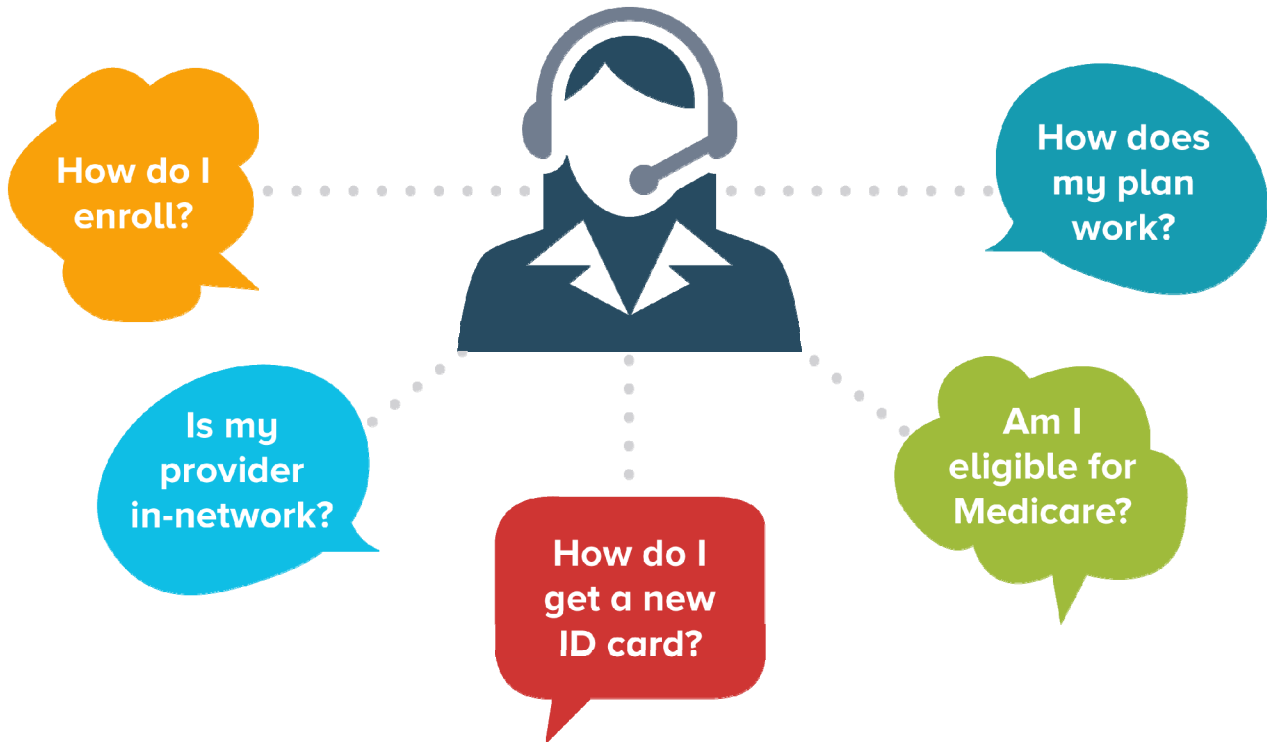 How do I
enroll?
How does
my plan
work?
Is my
provider
in-network?
How do I
get a new
ID card?
Am I
eligible for
Medicare?